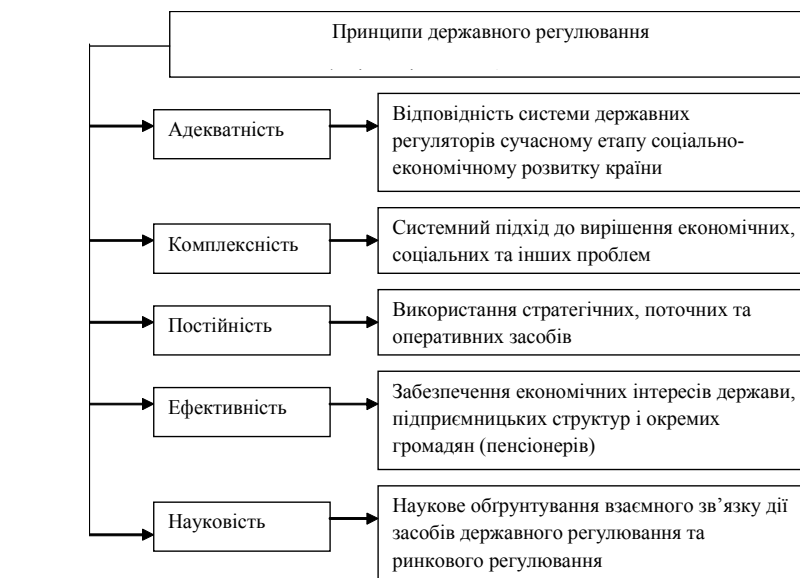 Принципи державного регулювання
Адекватність
Відповідність системи державних
регуляторів сучасному етапу соціально-
економічному розвитку країни
Комплексність
Системний підхід до вирішення економічних,
соціальних та інших проблем
Постійність
Використання стратегічних, поточних та
оперативних засобів
Ефективність
Забезпечення економічних інтересів держави,
підприємницьких структур і окремих
громадян (пенсіонерів)
Науковість
Наукове обґрунтування взаємного зв’язку дії
засобів державного регулювання та
ринкового регулювання